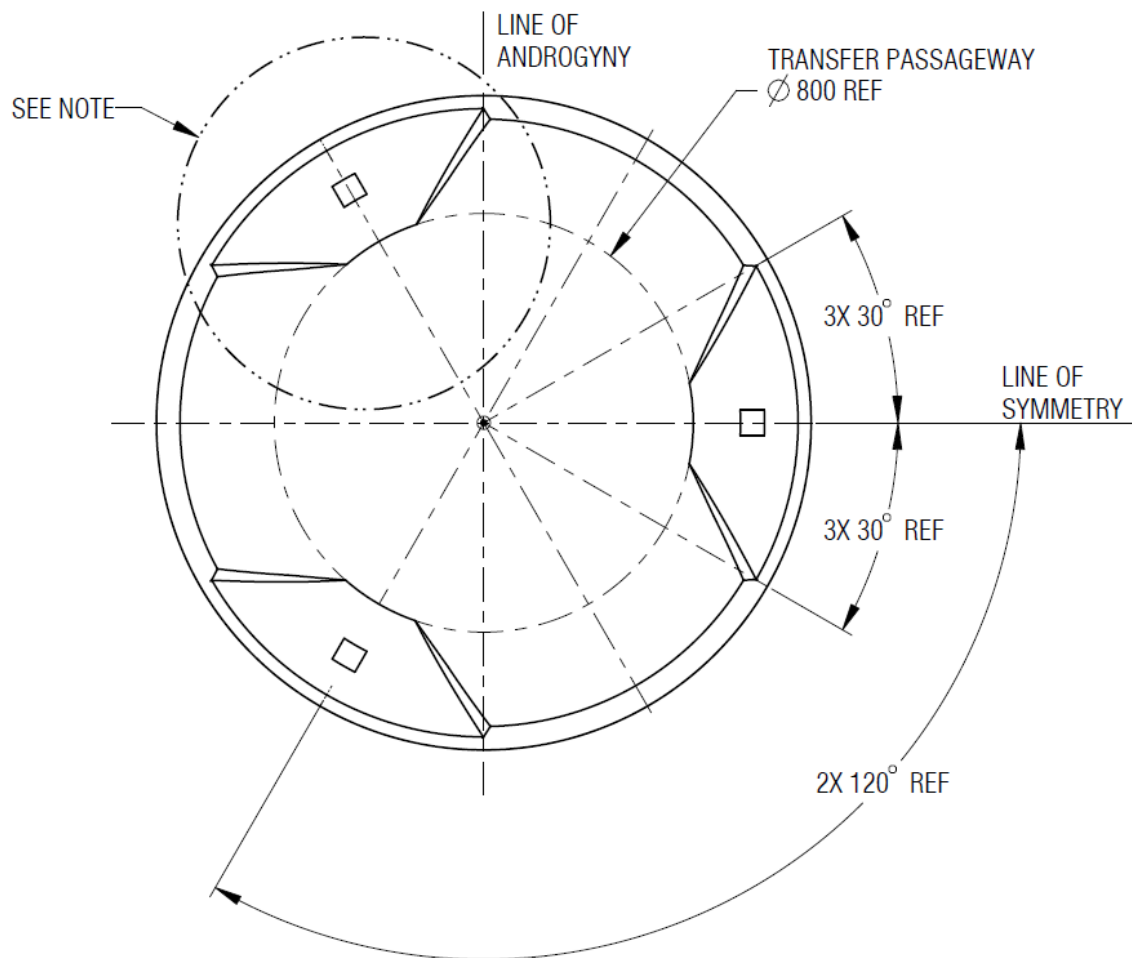 LINE OF
ANDROGYNY
TRANSFER PASSAGEWAY
∅ 800 REF
SEE NOTE
3X 30° REF
LINE OF
SYMMETRY
3X 30° REF
2X 120° REF